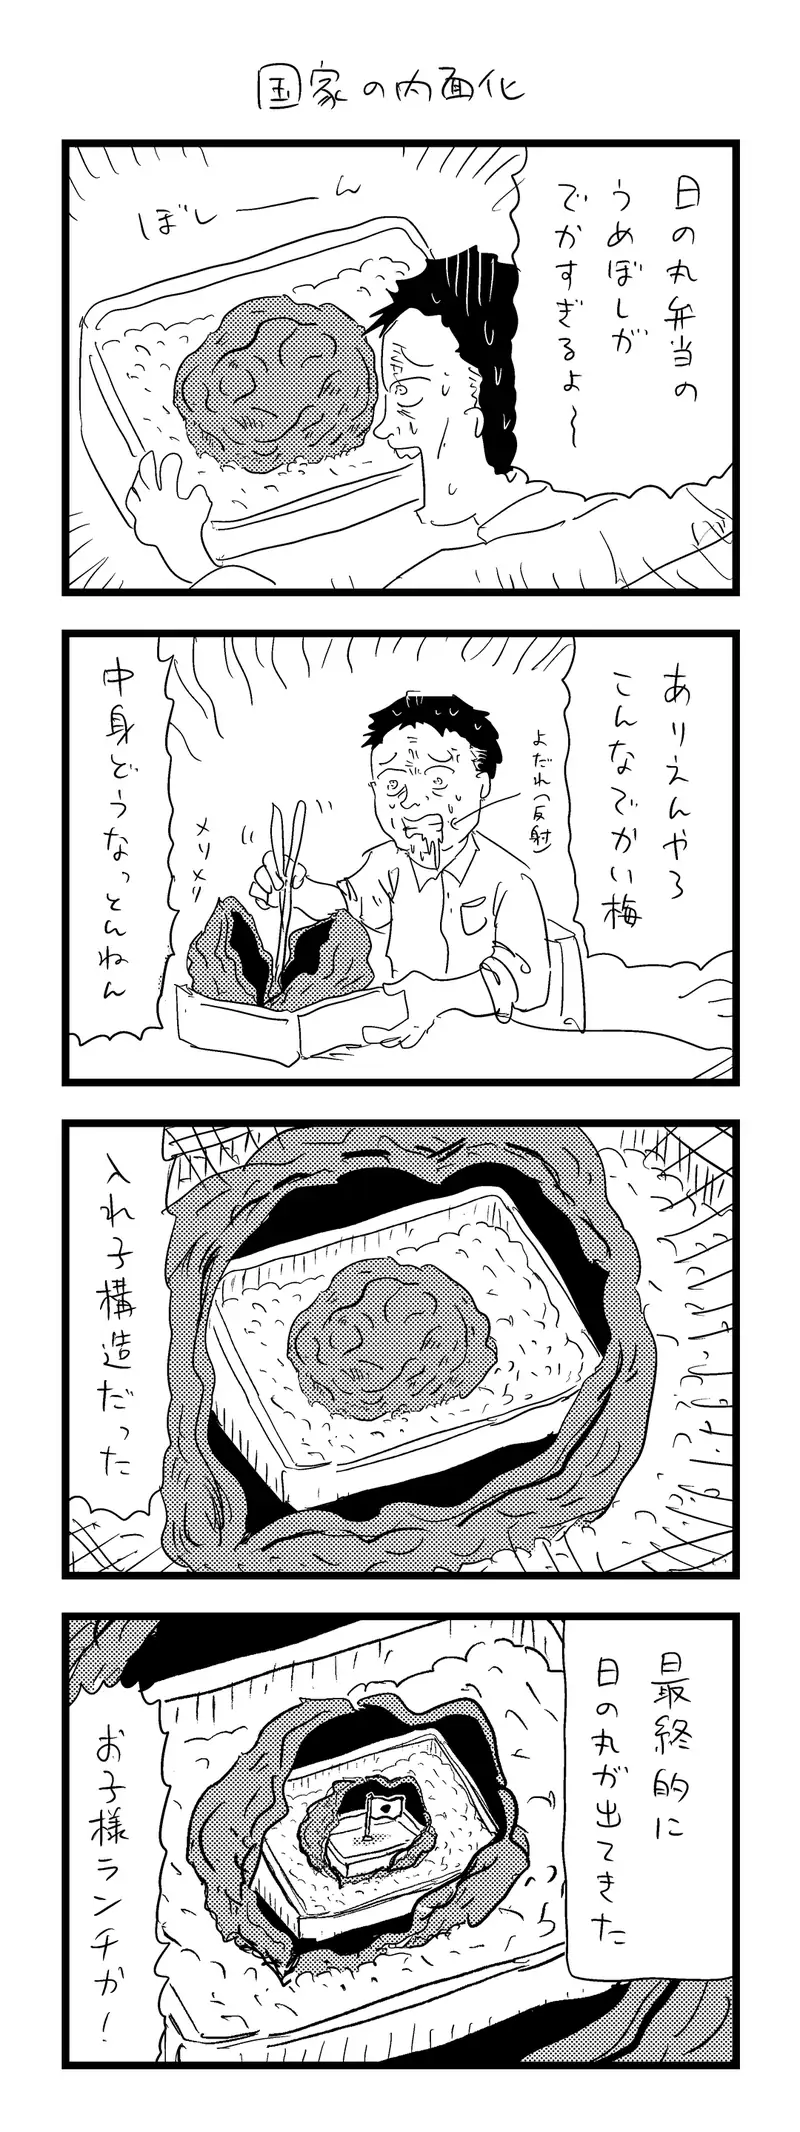 国家の内面化
日の丸弁当の
うめぼしが
でかすぎるよ〜
ぼしーーん
ありえんやろ
こんなでかい梅
よだれ(反射)
メリメリ
中身どうなっとんねん
入れ子構造だった
最終的に
日の丸が出てきた
お子様ランチか!